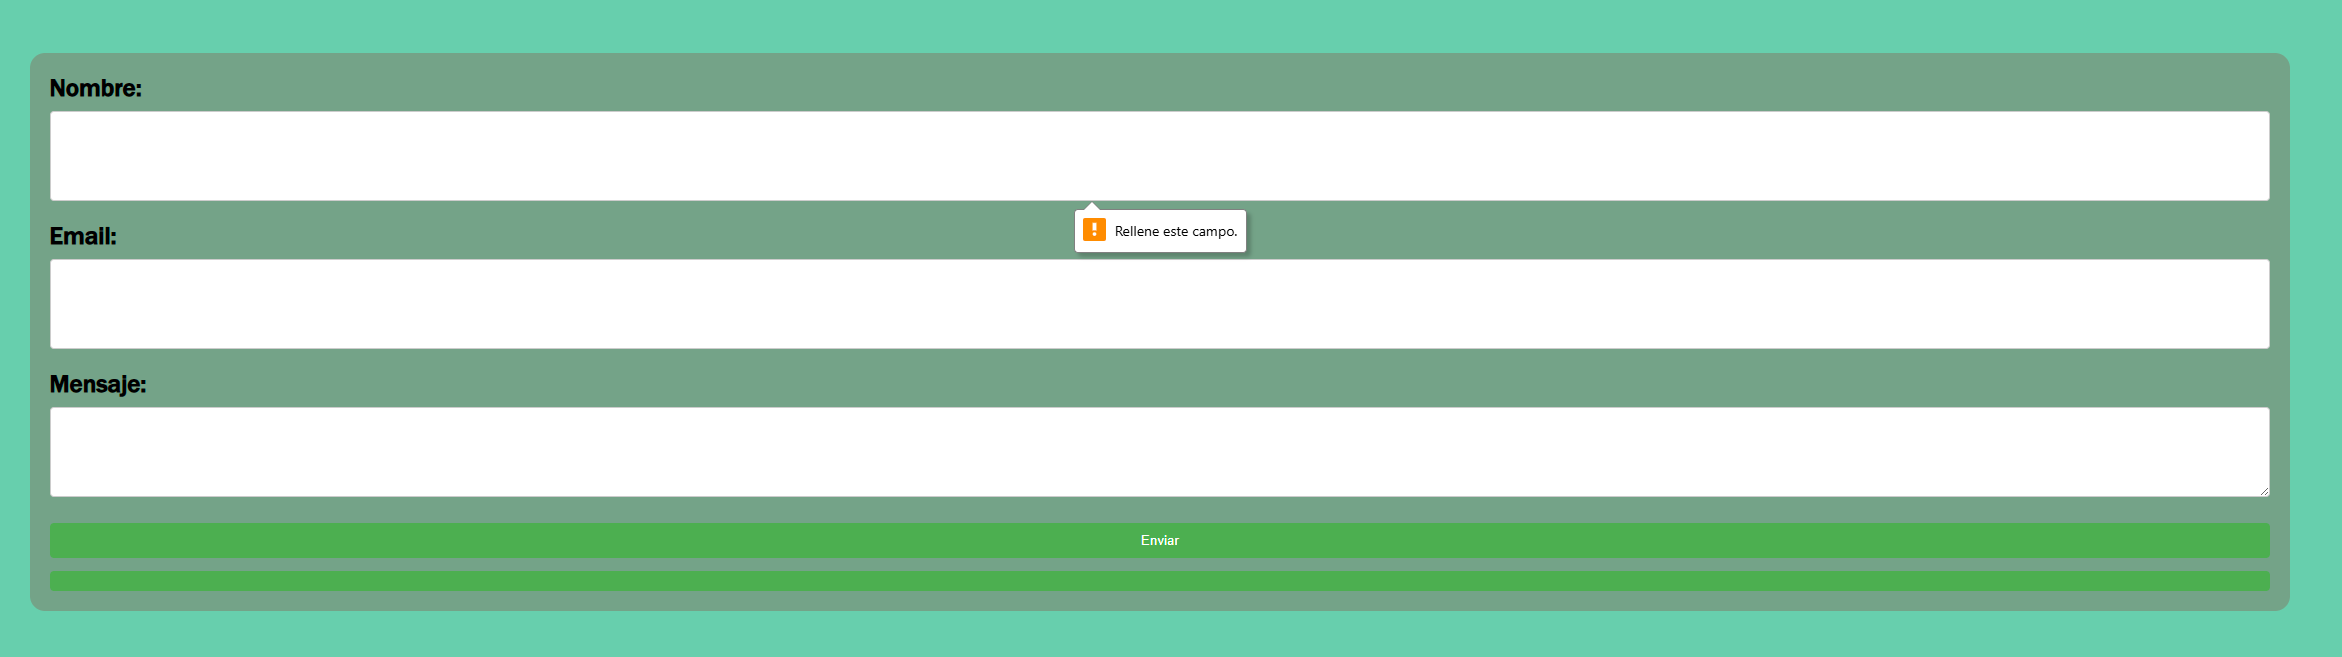 Nombre:
Rellene este campo.
Email:
Mensaje:
Enviar